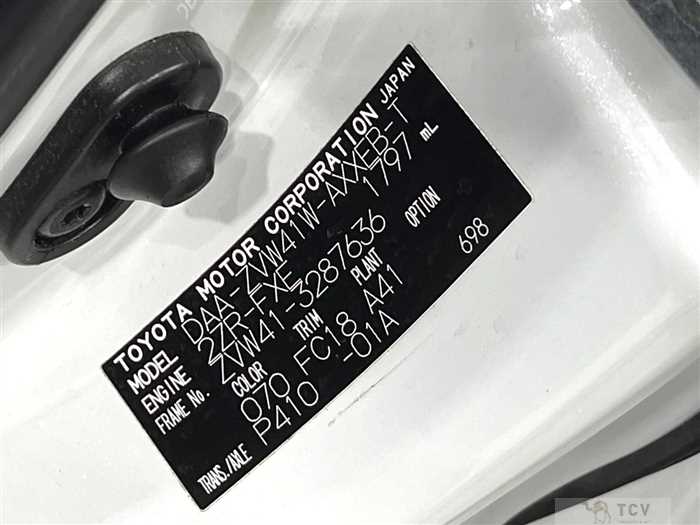 TOYOTA MOTOR CORPORATION JAPAN
MODEL DAA-ZVW41W-AXXEB-T
ENGINE 2ZR-FXE 1797 mL
FRAME No. ZVW41-3287636
COLOR TRIM PLANT OPTION
070 FC18 A41 698
TRANS./AXLE P410 -01A
TCV